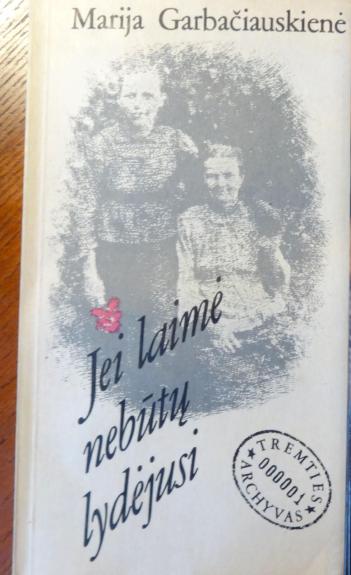 Marija Garbačiauskienė
Jei laimė
nebūtų
lydėjusi
★ TREMTIES ★
000001
ARCHYVAS